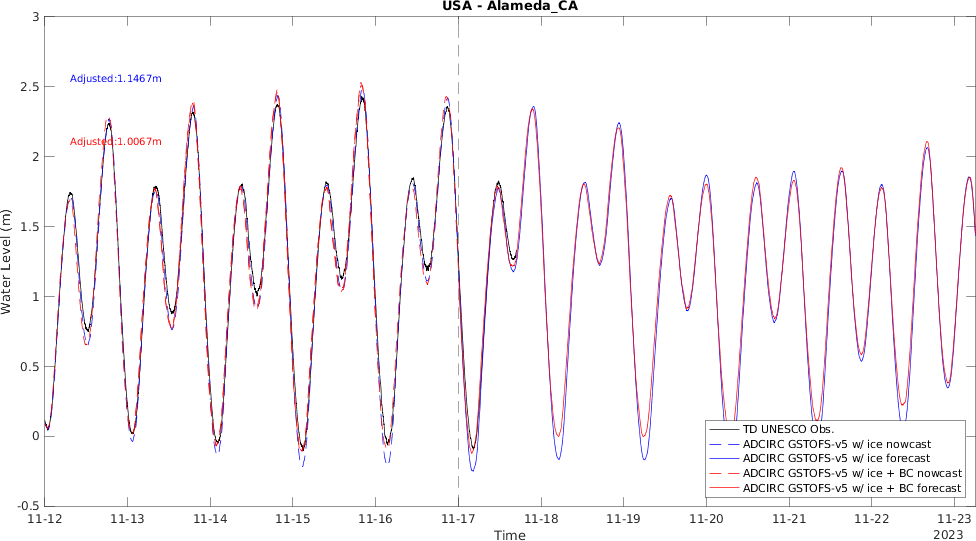 USA - Alameda_CA
3
2.5
2
1.5
1
0.5
0
-0.5
Water Level (m)
Adjusted:1.1467m
Adjusted:1.0067m
TD UNESCO Obs.
ADCIRC GSTOFS-v5 w/ ice nowcast
ADCIRC GSTOFS-v5 w/ ice forecast
ADCIRC GSTOFS-v5 w/ ice + BC nowcast
ADCIRC GSTOFS-v5 w/ ice + BC forecast
11-12 11-13 11-14 11-15 11-16 11-17 11-18 11-19 11-20 11-21 11-22 11-23
2023
Time